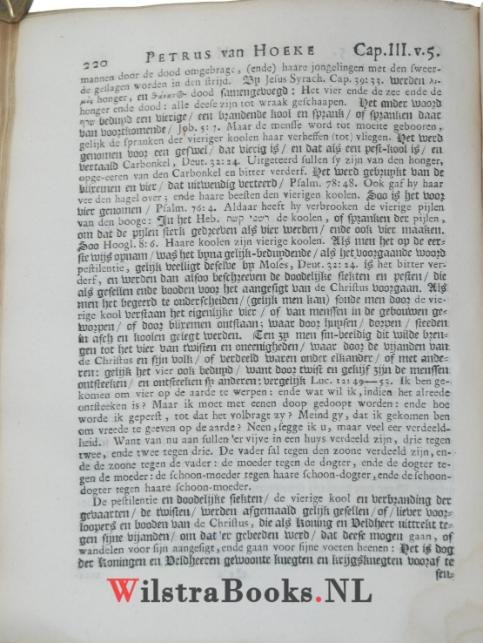 220 PETRUS van HOEKE Cap. III. v. 5.
mannen door de dood omgebragt, (ende) haare jongelingen met den sweer-
de geslagen worden in den strijd. By Jesus Syrach. Cap. 39: 33. werden
honger, en dood samengevoegd: Het vier ende de zee ende de
honger ende dood: alle deese zijn tot wraak geschaapen. Het ander woord
beduyd een vierige/ een brandende kool en sprank/ of spranken daar
van voortkomende/ Job. 5: 7. Maar de mensse word tot moeite gebooren,
gelijk de spranken der vieriger koolen haar verheffen (tot) vliegen. Het werd
genomen voor een geswel/ dat vierig is/ en dat als een pest-kool is/ en
vertaald Carbonkel, Deut. 32: 24. Uitgeteerd sullen sy zijn van den honger,
opge-eeren van den Carbonkel en bitter verderf. Het werd gebruykt van de
blixemen en vier/ dat uitwendig verteerd/ Psalm. 78: 48. Ook gaf hy haar
vee den hagel over; ende haare beesten den vierigen koolen. Soo is het voor
vier genomen/ Psalm. 76: 4. Aldaar heeft hy verbrooken de vierige pijlen
van den booge: In het Heb. רשפי קשת de koolen, of spranken der pijlen,
om dat de pijlen sterk gedreeven als vier werden/ ende ook vier maaken.
Soo Hoogl. 8: 6. Haare koolen zijn vierige koolen. Als men het op de eer-
ste wijs opnam/ was het byna gelijk-beduydende/ als het voorgaande woord
pestilentie, gelijk veelligt deselve by Moses, Deut. 32: 24. is het bitter ver-
derf, en werden dan alsoo beschreeven de doodelijke siekten en pesten/ die
als gesellen ende booden voor het aangesigt van de Christus voorgaan. Als
men het begeerd te onderscheiden/ (gelijk men kan) sonde men door de vie-
rige kool verstaan het eigenlijke vier/ of van menssen in de gebouwen ge-
worpen/ of door blixemen ontstaan; waar door huysen/ dorpen/ steeden
in asch en koolen gelegt werden. Ten zy men sin-beeldig dit wilde bren-
gen tot het vier van twisten en oneenigheden/ waar door de vijanden van
de Christus en sijn volk/ of verdeeld waren onder elkander/ of met ande-
ren: gelijk het vier ook beduyd/ want door twist en gekijf zijn de menssen
ontsteeken/ en ontsteeken sy anderen: vergelijk Luc. 12: 49—53. Ik ben ge-
komen om vier op de aarde te werpen: ende wat wil ik, indien het alreede
ontsteeken is? Maar ik moet met eenen doop gedoopt worden: ende hoe
worde ik geperst, tot dat het volbragt zy? Meind gy, dat ik gekomen ben
om vreede te geeven op de aarde? Neen, segge ik u, maar veel eer verdeeld-
heid. Want van nu aan sullen 'er vijve in een huys verdeeld zijn, drie tegen
twee, ende twee tegen drie. De vader sal tegen den zoone verdeeld zijn, en-
de de zoone tegen de vader: de moeder tegen de dogter, ende de dogter te-
gen de moeder: de schoon-moeder tegen haare schoon-dogter, ende de schoon-
dogter tegen haare schoon-moeder.
De pestilentie en doodelijke siekten/ de vierige kool en verbranding der
gevaarten/ de twisten/ werden afgemaald gelijk gesellen/ of liever voor-
loopers en booden van de Christus, die als Koning en Veldheer uittrekt te-
gen sijne vijanden/ om dat 'er gebeeden werd/ dat deese mogen gaan, of
wandelen voor sijn aangesigt, ende gaan voor sijne voeten heenen: Het is dog
der Koningen en Veldheeren gewoonte knegten en krijgsknegten vooraf te
sen-
WilstraBooks.NL